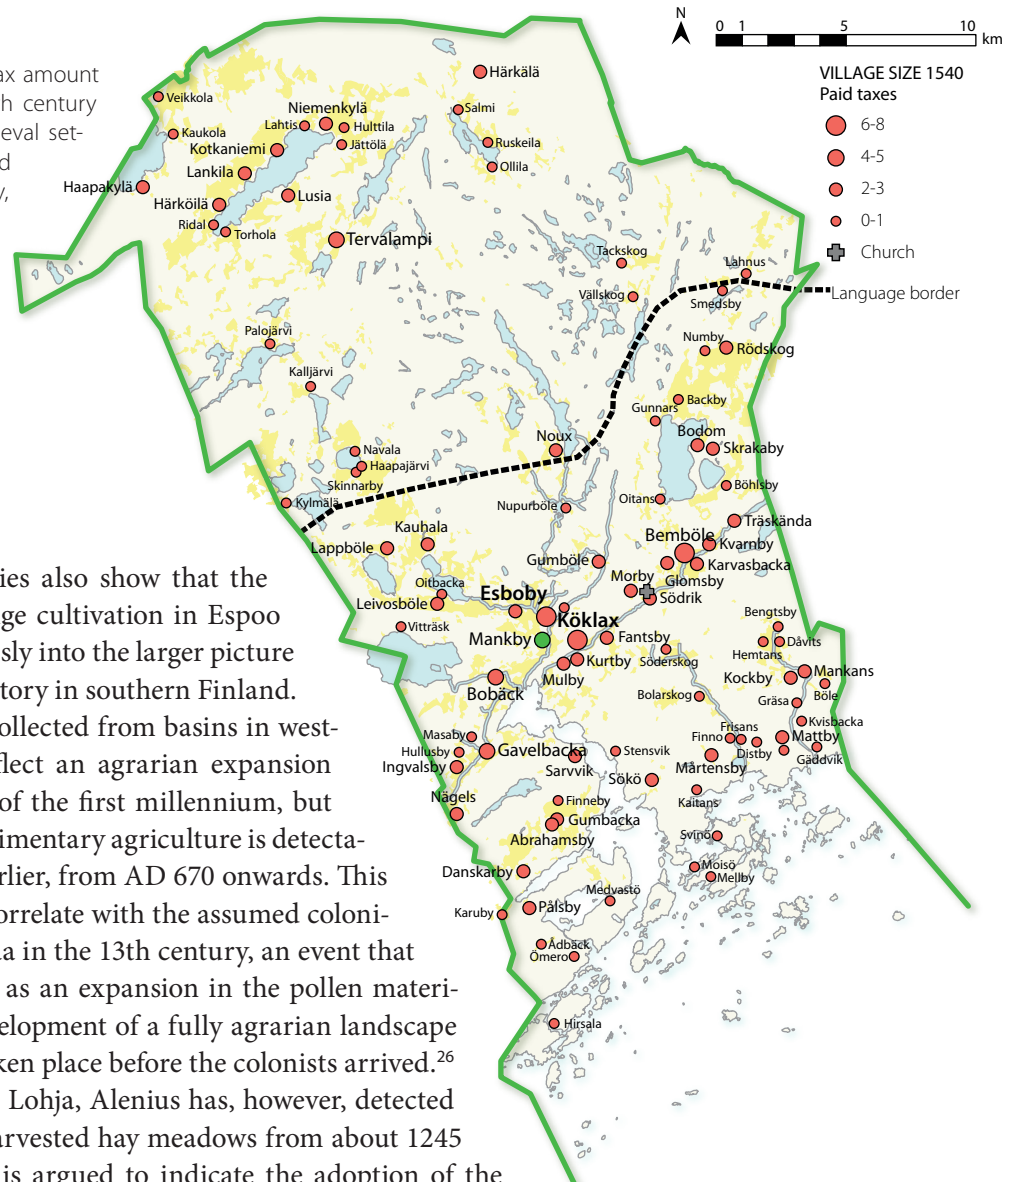 ax amount
h century
eval set-
d
y,
N
0 1 5 10
km
VILLAGE SIZE 1540
Paid taxes
6-8
4-5
2-3
0-1
Church
Language border
Härkälä
Veikkola
Salmi
Niemenkylä
Lahtis
Hulttila
Kaukola
Jättölä
Ruskeila
Kotkaniemi
Ollila
Lankila
Haapakylä
Lusia
Härköilä
Ridal
Torhola
Tervalampi
Tackskog
Lahnus
Vällskog
Smedsby
Palojärvi
Numby
Rödskog
Kalljärvi
Backby
Gunnars
Bodom
Noux
Skrakaby
Navala
Haapajärvi
Skinnarby
Böhlsby
Kylmälä
Oitans
Nupurböle
Träskända
Kauhala
Bemböle
Kvarnby
Lappböle
Gumböle
Karvasbacka
Glomsby
Morby
Oitbacka
Esboby
Södrik
Leivosböle
Köklax
Bengtsby
Vitträsk
Mankby
Fantsby
Dåvits
Hemtans
Söderskog
Kurtby
Mulby
Mankans
Kockby
Böle
Bobäck
Bolarskog
Gräsa
Kvisbacka
Frisans
Masaby
Finno
Mattby
Hullusby
Gavelbacka
Stensvik
Distby
Gäddvik
Ingvalsby
Sarvvik
Mårtensby
Sökö
Kaitans
Nägels
Finneby
Gumbacka
Svinö
Abrahamsby
Moisö
Danskarby
Mellby
Medvastö
Karuby
Pålsby
Ådbäck
Ömero
Hirsala
ies also show that the
ge cultivation in Espoo
sly into the larger picture
tory in southern Finland.
collected from basins in west-
flect an agrarian expansion
of the first millennium, but
imentary agriculture is detecta-
rlier, from AD 670 onwards. This
orrelate with the assumed coloni-
a in the 13th century, an event that
as an expansion in the pollen materi-
elopment of a fully agrarian landscape
ken place before the colonists arrived.26
Lohja, Alenius has, however, detected
arvested hay meadows from about 1245
is argued to indicate the adoption of the